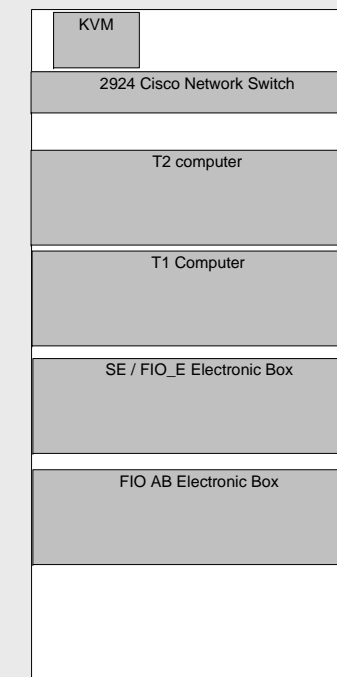 KVM
2924 Cisco Network Switch
T2 computer
T1 Computer
SE / FIO_E Electronic Box
FIO AB Electronic Box